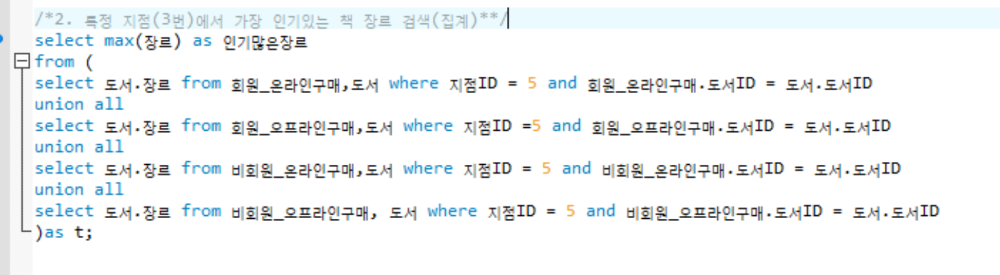 /*2. 특정 지점(3번)에서 가장 인기있는 책 장르 검색(집계)**/
select max(장르) as 인기많은장르
from (
select 도서.장르 from 회원_온라인구매,도서 where 지점ID = 5 and 회원_온라인구매.도서ID = 도서.도서ID
union all
select 도서.장르 from 회원_오프라인구매,도서 where 지점ID =5 and 회원_오프라인구매.도서ID = 도서.도서ID
union all
select 도서.장르 from 비회원_온라인구매,도서 where 지점ID = 5 and 비회원_온라인구매.도서ID = 도서.도서ID
union all
select 도서.장르 from 비회원_오프라인구매, 도서 where 지점ID = 5 and 비회원_오프라인구매.도서ID = 도서.도서ID
)as t;